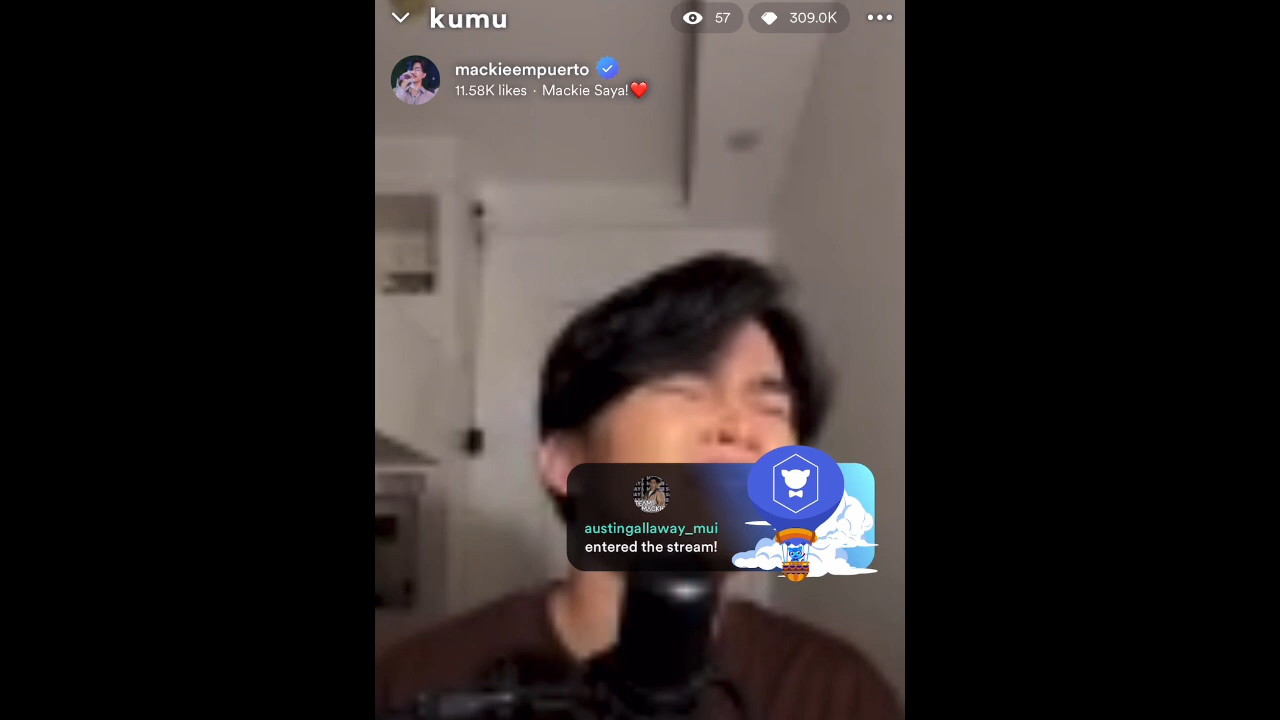 kumu
57
309.0K
mackieempuerto
11.58K likes · Mackie Saya!❤️
austingallaway_mui
entered the stream!